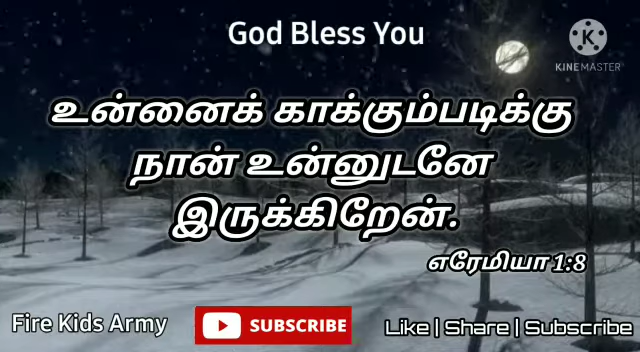 God Bless You
K
KINEMASTER
உன்னைக் காக்கும்படிக்கு
நான் உன்னுடனே
இருக்கிறேன்.
எரேமியா 1:8
Fire Kids Army
SUBSCRIBE
Like | Share | Subscribe